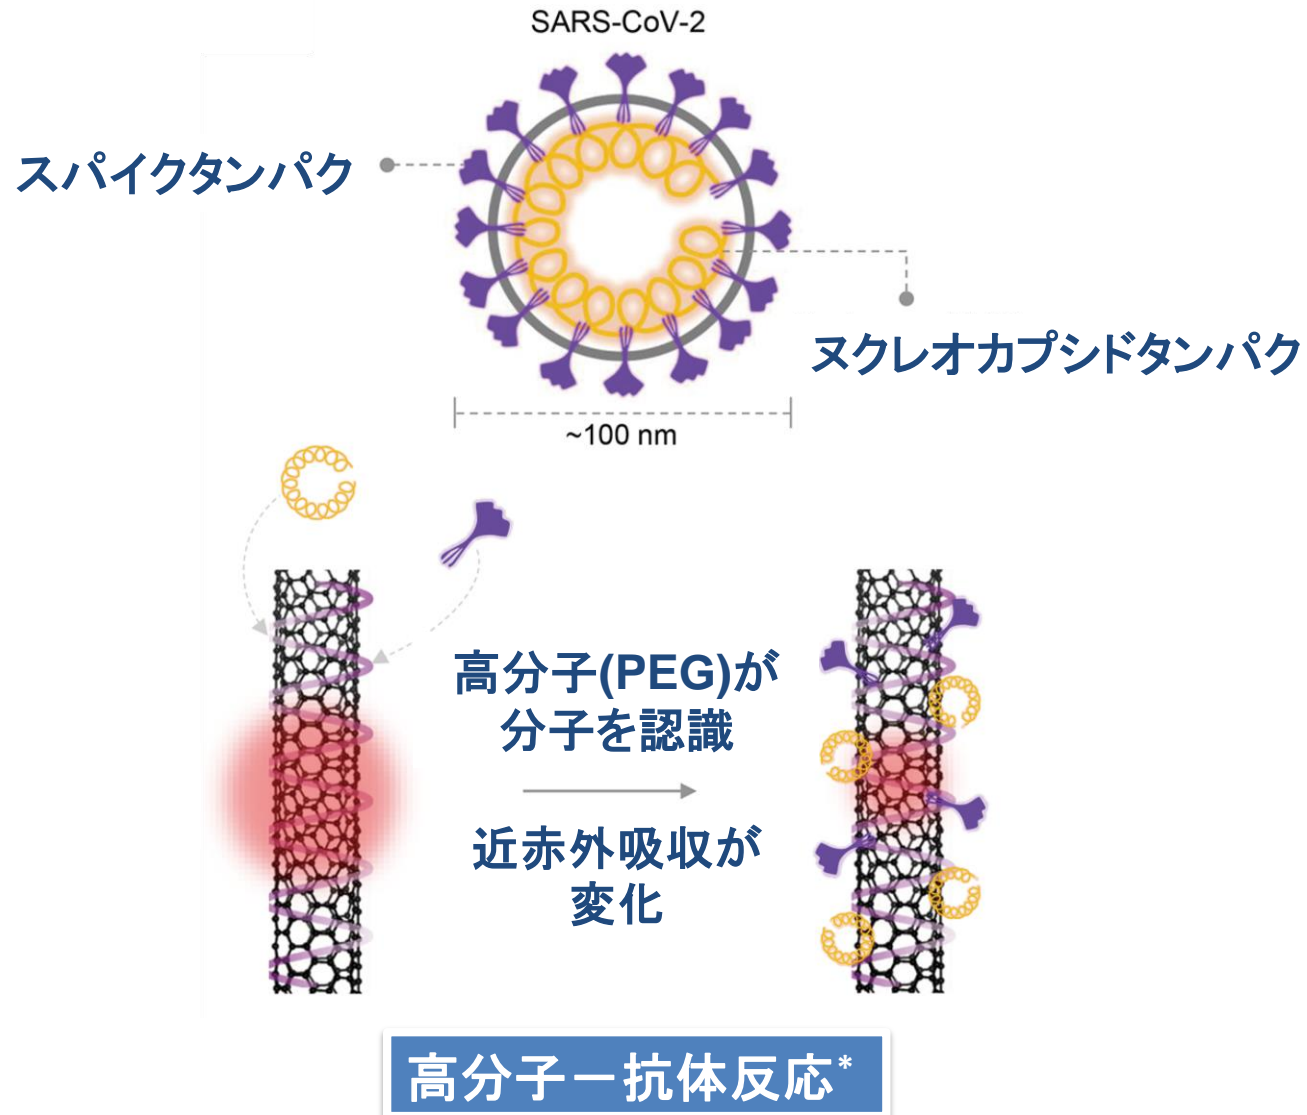 SARS-CoV-2
スパイクタンパク
ヌクレオカプシドタンパク
~100 nm
高分子(PEG)が
分子を認識
近赤外吸収が
変化
高分子－抗体反応*